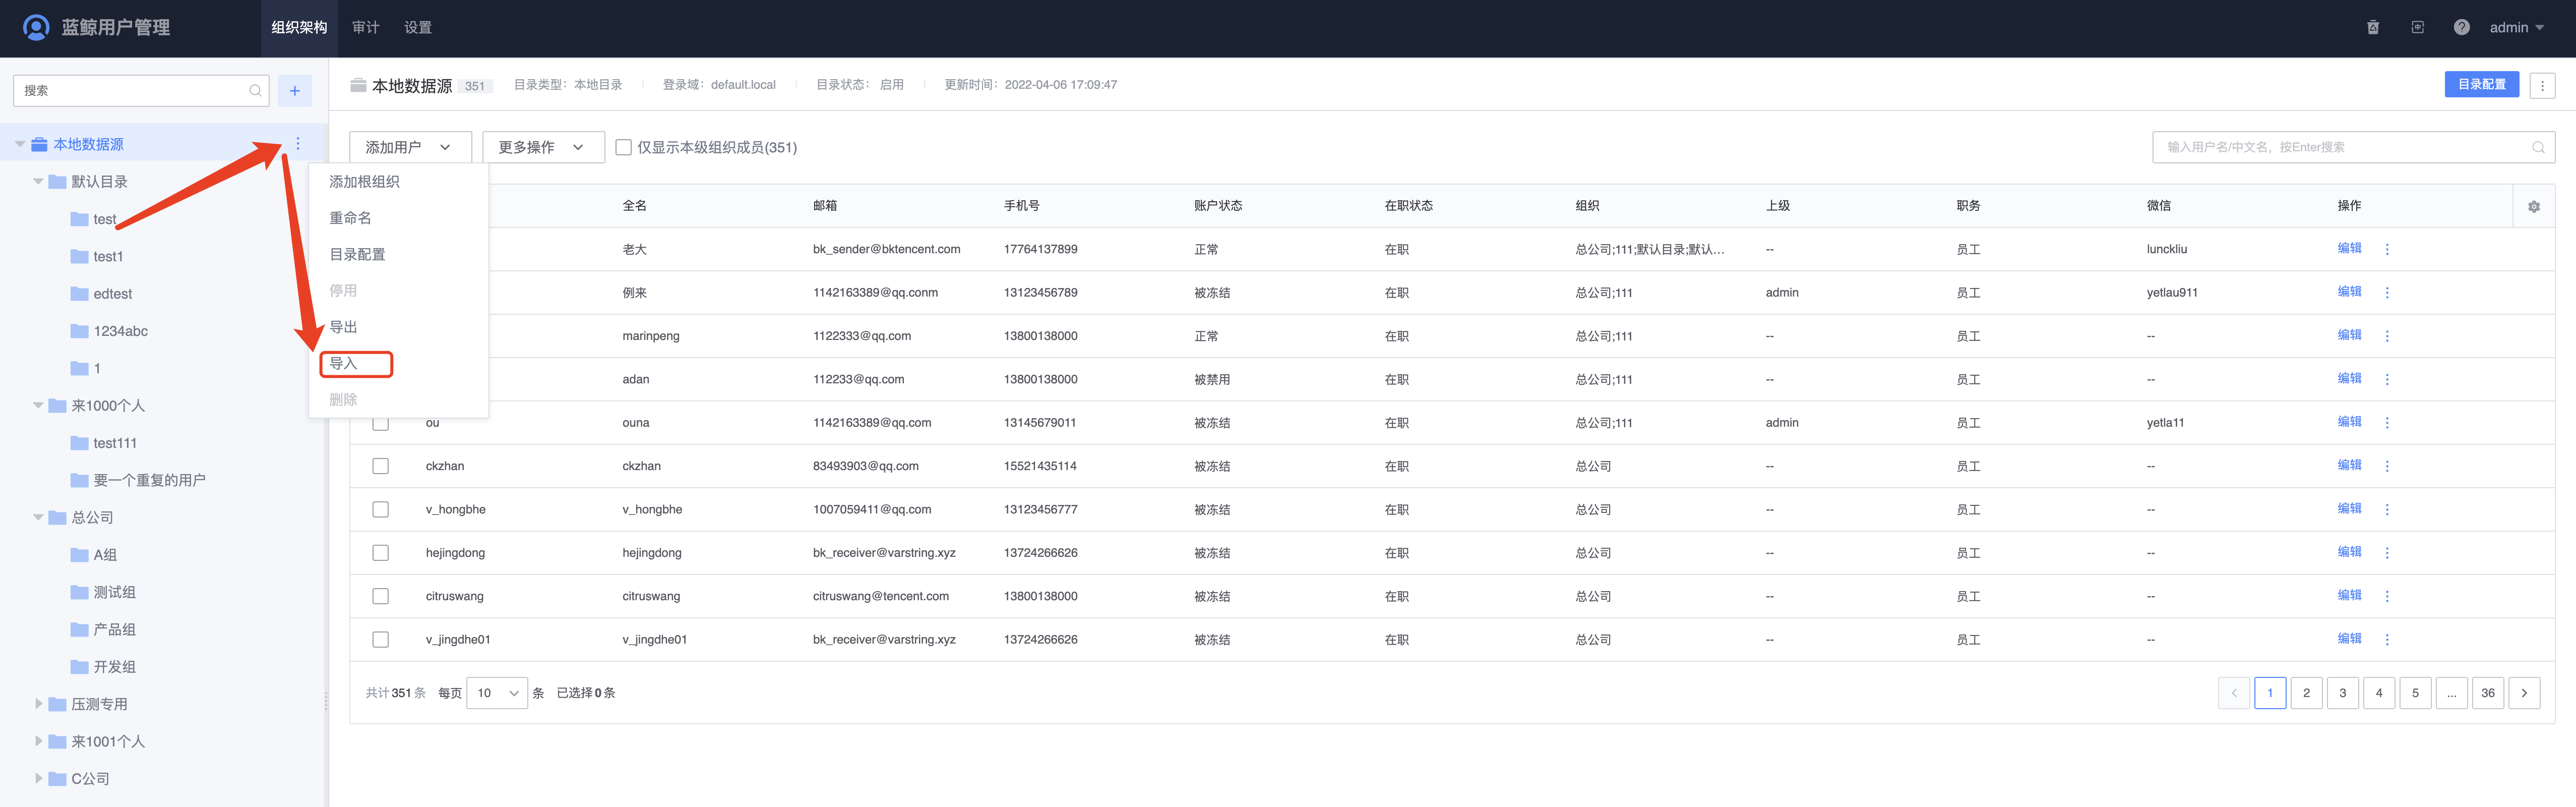 蓝鲸用户管理 组织架构 审计 设置 admin
搜索
本地数据源
默认目录
test
test1
edtest
1234abc
1
来1000个人
test111
要一个重复的用户
总公司
A组
测试组
产品组
开发组
压测专用
来1001个人
C公司
本地数据源 351 目录类型：本地目录 登录域：default.local 目录状态：启用 更新时间：2022-04-06 17:09:47 目录配置
添加用户 更多操作 仅显示本级组织成员(351) 输入用户名/中文名，按Enter搜索
添加根组织
重命名
目录配置
停用
导出
导入
删除
全名 邮箱 手机号 账户状态 在职状态 组织 上级 职务 微信 操作
老大 bk_sender@bktencent.com 17764137899 正常 在职 总公司;111;默认目录;默认... -- 员工 lunckliu 编辑
例来 1142163389@qq.conm 13123456789 被冻结 在职 总公司;111 admin 员工 yetlau911 编辑
marinpeng 1122333@qq.com 13800138000 正常 在职 总公司;111 -- 员工 -- 编辑
adan 112233@qq.com 13800138000 被禁用 在职 总公司;111 -- 员工 -- 编辑
ou ouna 1142163389@qq.com 13145679011 被冻结 在职 总公司;111 admin 员工 yetla11 编辑
ckzhan ckzhan 83493903@qq.com 15521435114 被冻结 在职 总公司 -- 员工 -- 编辑
v_hongbhe v_hongbhe 1007059411@qq.com 13123456777 被冻结 在职 总公司 -- 员工 -- 编辑
hejingdong hejingdong bk_receiver@varstring.xyz 13724266626 被冻结 在职 总公司 -- 员工 -- 编辑
citruswang citruswang citruswang@tencent.com 13800138000 被冻结 在职 总公司 -- 员工 -- 编辑
v_jingdhe01 v_jingdhe01 bk_receiver@varstring.xyz 13724266626 被冻结 在职 总公司 -- 员工 -- 编辑
共计351条 每页 10 条 已选择0条 1 2 3 4 5 ... 36